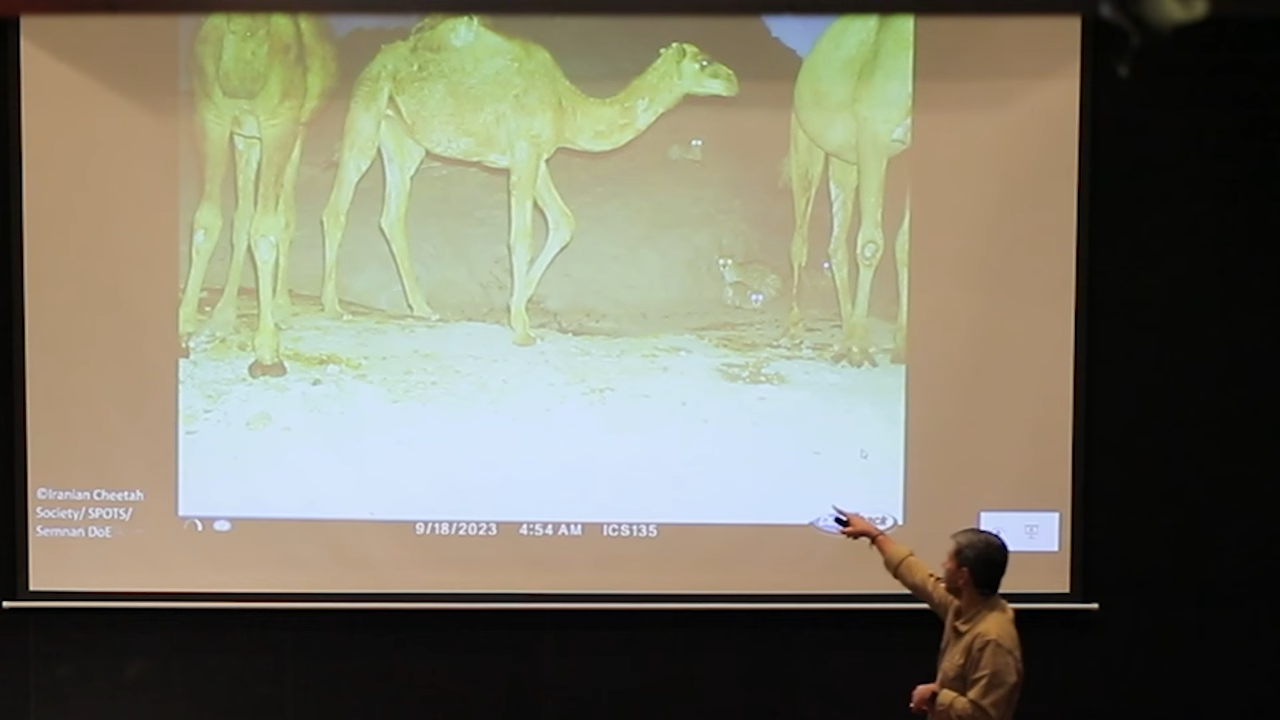 ©Iranian Cheetah
Society/ SPOTS/
Semnan DoE
9/18/2023 4:54 AM ICS135